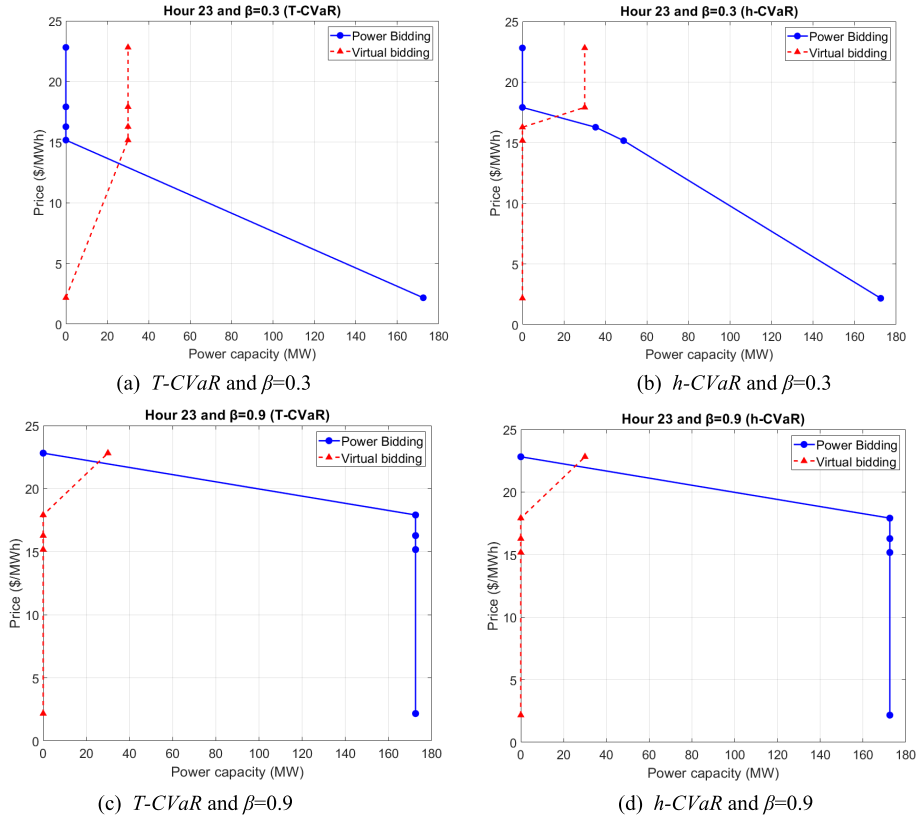 Hour 23 and β=0.3 (T-CVaR)
Power Bidding
Virtual bidding
25
20
15
10
5
0
Price ($/MWh)
0 20 40 60 80 100 120 140 160 180
Power capacity (MW)
(a) T-CVaR and β=0.3
Hour 23 and β=0.3 (h-CVaR)
Power Bidding
Virtual bidding
25
20
15
10
5
0
Price ($/MWh)
0 20 40 60 80 100 120 140 160 180
Power capacity (MW)
(b) h-CVaR and β=0.3
Hour 23 and β=0.9 (T-CVaR)
Power Bidding
Virtual bidding
25
20
15
10
5
0
Price ($/MWh)
0 20 40 60 80 100 120 140 160 180
Power capacity (MW)
(c) T-CVaR and β=0.9
Hour 23 and β=0.9 (h-CVaR)
Power Bidding
Virtual bidding
25
20
15
10
5
0
Price ($/MWh)
0 20 40 60 80 100 120 140 160 180
Power capacity (MW)
(d) h-CVaR and β=0.9